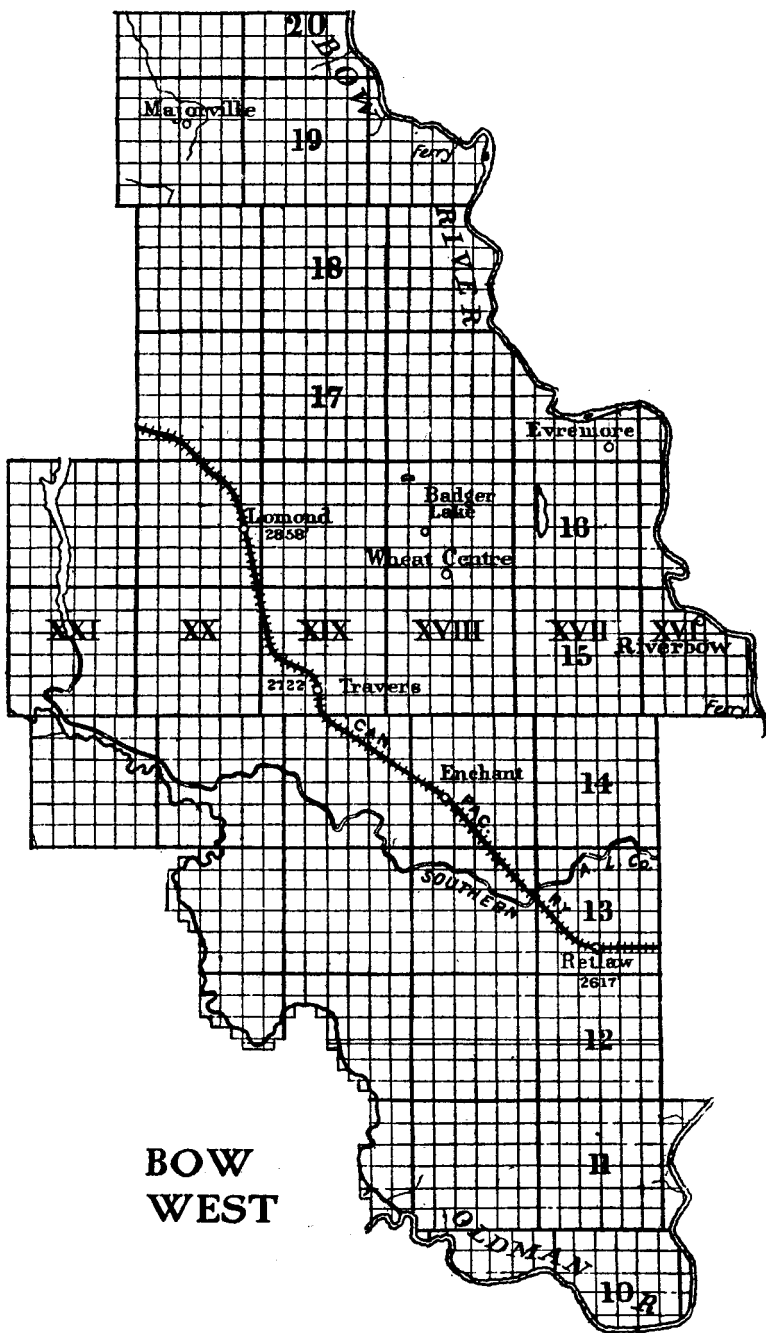 20
BOW
Majorville
19
Ferry
RIVER
18
17
Evremore
Badger
Lake
Lomond
2858'
16
Wheat Centre
XXI XX XIX XVIII XVII XVI
15
Riverbow
2722'
Travers
Ferry
CAN.
Enchant
14
PAC.
A. L. Co.
SOUTHERN
RY.
13
Retlaw
2617'
12
BOW
WEST
11
OLDMAN R
10